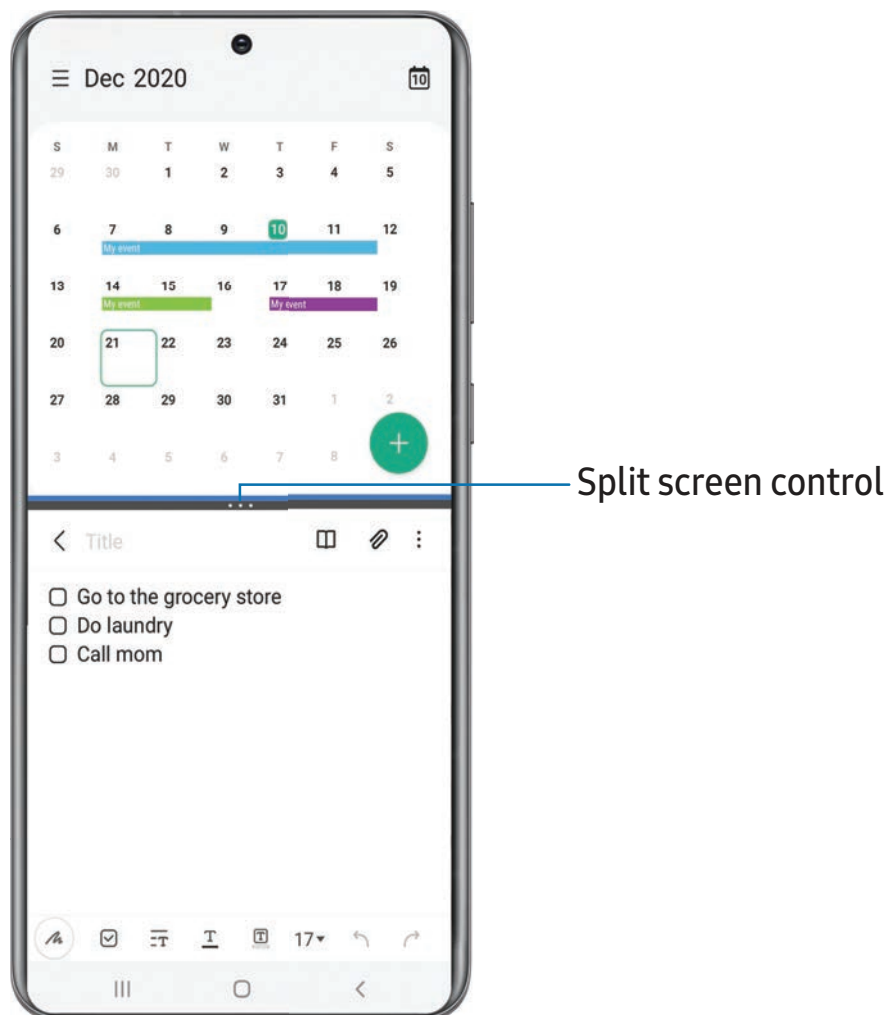 Dec 2020
10
S M T W T F S
29 30 1 2 3 4 5
6 7 8 9 10 11 12
My event
13 14 15 16 17 18 19
My event My event
20 21 22 23 24 25 26
27 28 29 30 31 1 2
3 4 5 6 7 8
+
Split screen control
Title
Go to the grocery store
Do laundry
Call mom
T T T 17